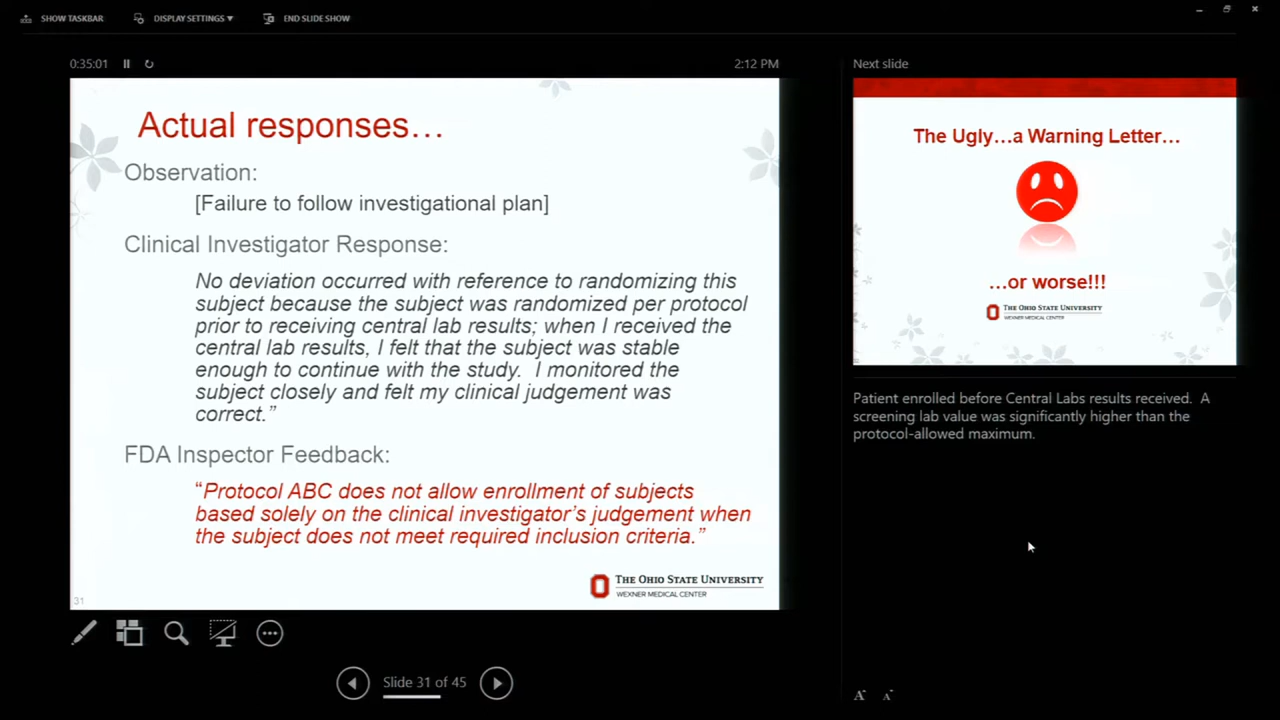 SHOW TASKBAR
DISPLAY SETTINGS
END SLIDE SHOW
0:35:01
2:12 PM
Actual responses…
Observation:
[Failure to follow investigational plan]
Clinical Investigator Response:
No deviation occurred with reference to randomizing this
subject because the subject was randomized per protocol
prior to receiving central lab results; when I received the
central lab results, I felt that the subject was stable
enough to continue with the study. I monitored the
subject closely and felt my clinical judgement was
correct.”
FDA Inspector Feedback:
“Protocol ABC does not allow enrollment of subjects
based solely on the clinical investigator’s judgement when
the subject does not meet required inclusion criteria.”
THE OHIO STATE UNIVERSITY
WEXNER MEDICAL CENTER
31
Slide 31 of 45
Next slide
The Ugly…a Warning Letter…
…or worse!!!
THE OHIO STATE UNIVERSITY
WEXNER MEDICAL CENTER
Patient enrolled before Central Labs results received. A
screening lab value was significantly higher than the
protocol-allowed maximum.
A A